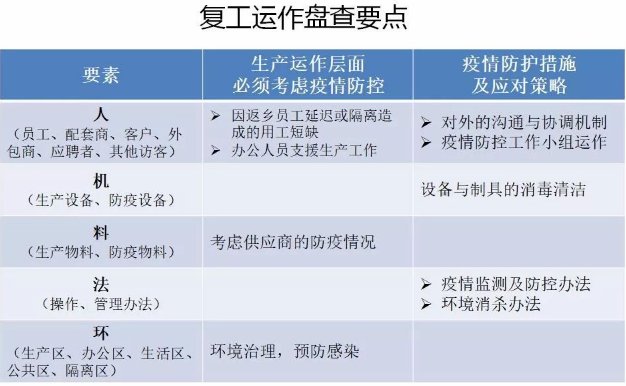 复工运作盘查要点
要素
生产运作层面
必须考虑疫情防控
疫情防护措施
及应对策略
人
（员工、配套商、客户、外
包商、应聘者、其他访客）
➢ 因返乡员工延迟或隔离造
成的用工短缺
➢ 办公人员支援生产工作
➢ 对外的沟通与协调机制
➢ 疫情防控工作小组运作
机
（生产设备、防疫设备）
设备与制具的消毒清洁
料
（生产物料、防疫物料）
考虑供应商的防疫情况
法
（操作、管理办法）
➢ 疫情监测及防控办法
➢ 环境消杀办法
环
（生产区、办公区、生活区、
公共区、隔离区）
环境治理，预防感染